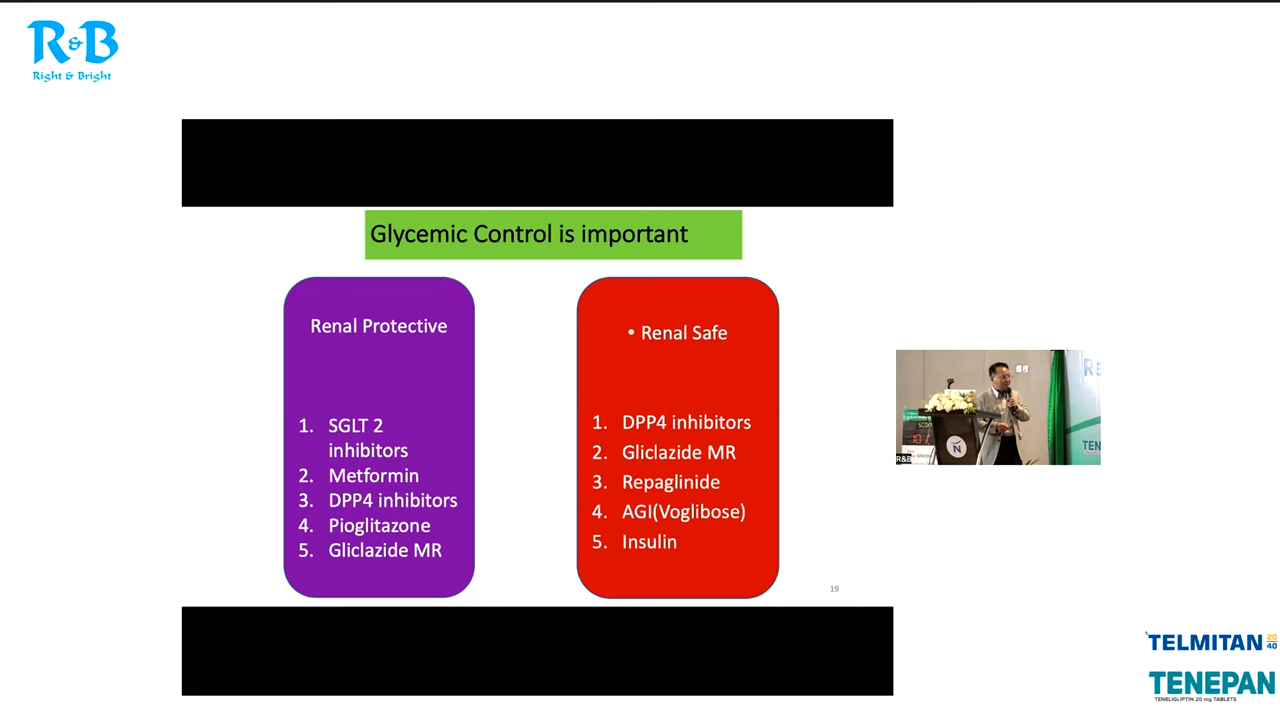 R&B
Right & Bright
Glycemic Control is important
Renal Protective
1. SGLT 2
inhibitors
2. Metformin
3. DPP4 inhibitors
4. Pioglitazone
5. Gliclazide MR
• Renal Safe
1. DPP4 inhibitors
2. Gliclazide MR
3. Repaglinide
4. AGI(Voglibose)
5. Insulin
19
R&B
TELMITAN 20
40
TENEPAN
TENELIGLIPTIN 20 mg TABLETS